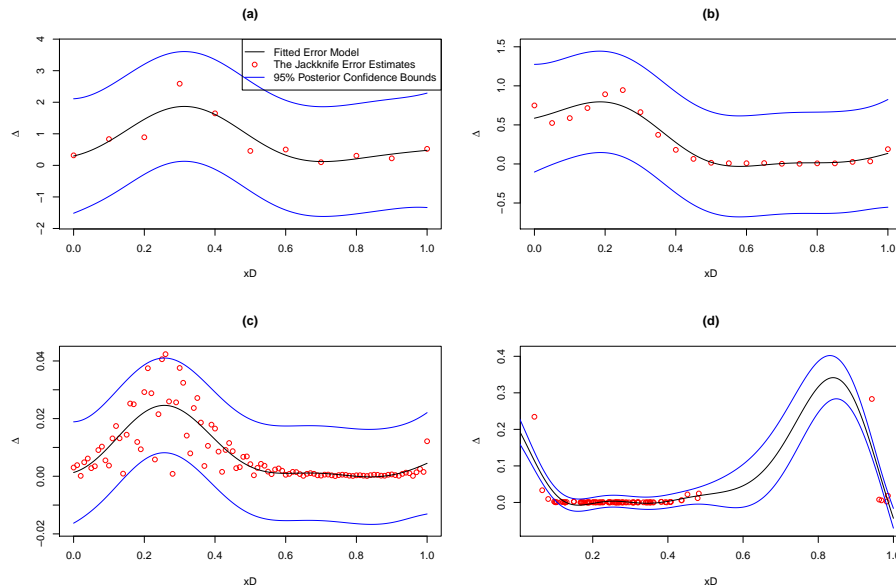 (a)
Fitted Error Model
The Jackknife Error Estimates
95% Posterior Confidence Bounds
4
3
2
1
0
−1
−2
Δ
0.0 0.2 0.4 0.6 0.8 1.0
xD
(b)
1.5
1.0
0.5
0.0
−0.5
Δ
0.0 0.2 0.4 0.6 0.8 1.0
xD
(c)
0.04
0.02
0.00
−0.02
Δ
0.0 0.2 0.4 0.6 0.8 1.0
xD
(d)
0.4
0.3
0.2
0.1
0.0
Δ
0.2 0.4 0.6 0.8 1.0
xD